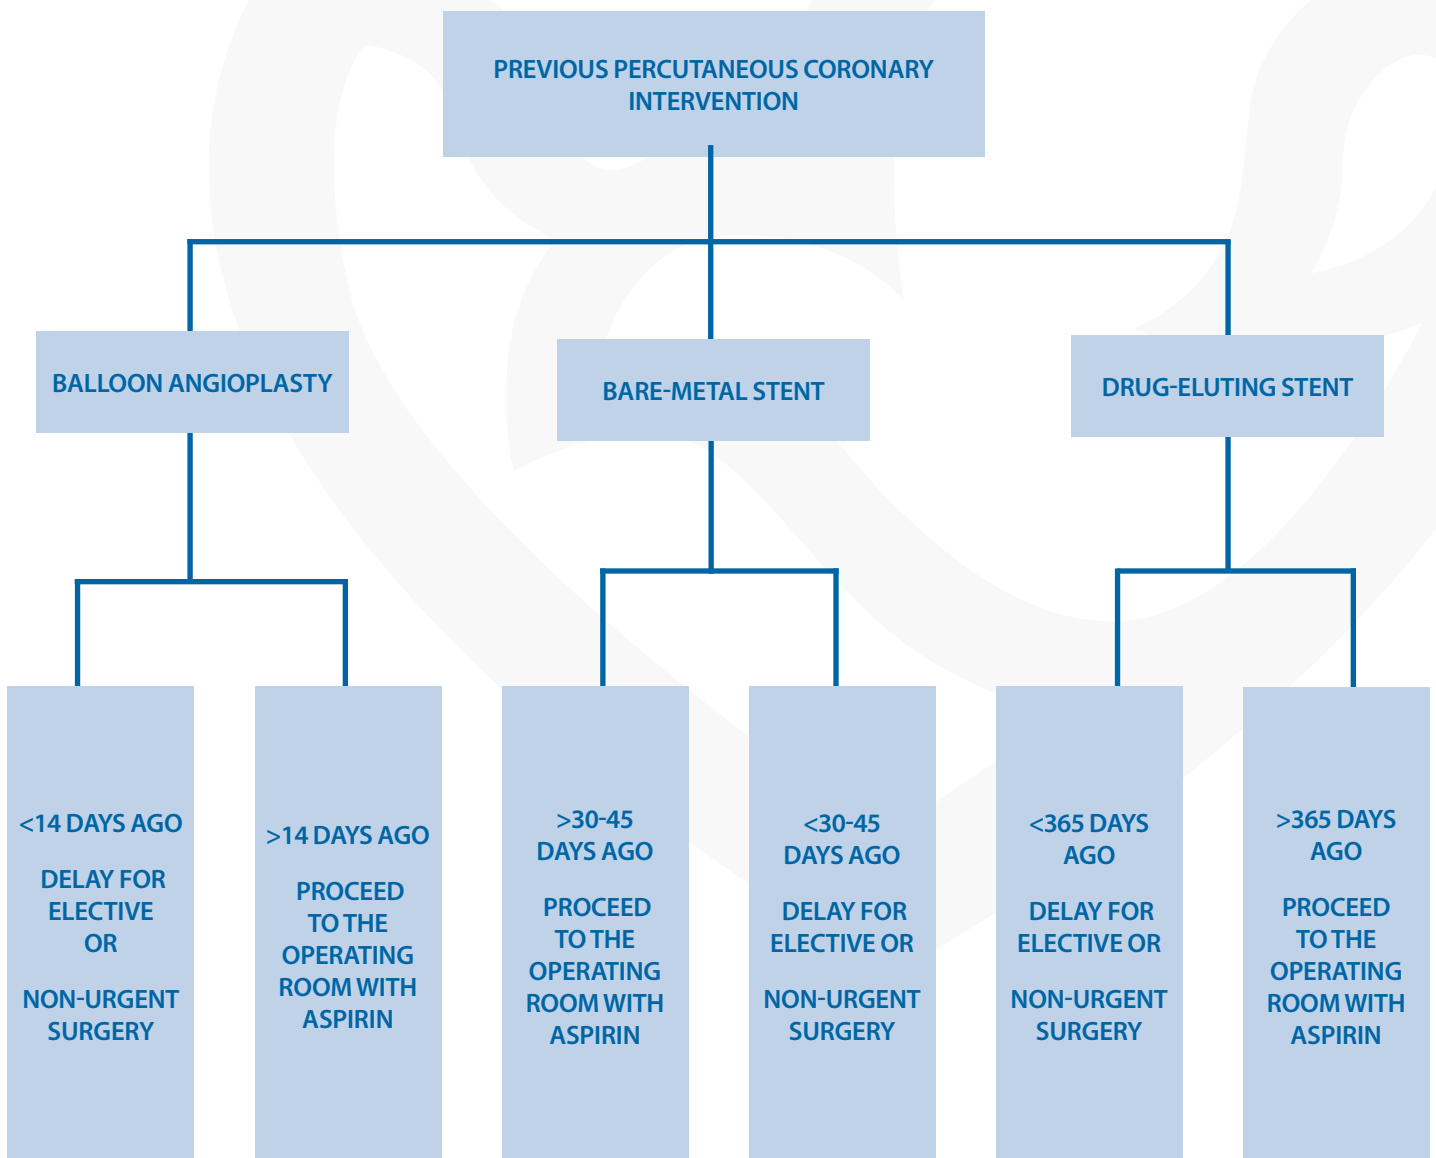 PREVIOUS PERCUTANEOUS CORONARY
INTERVENTION
BALLOON ANGIOPLASTY
BARE-METAL STENT
DRUG-ELUTING STENT
<14 DAYS AGO
DELAY FOR
ELECTIVE
OR
NON-URGENT
SURGERY
>14 DAYS AGO
PROCEED
TO THE
OPERATING
ROOM WITH
ASPIRIN
>30-45
DAYS AGO
PROCEED
TO THE
OPERATING
ROOM WITH
ASPIRIN
<30-45
DAYS AGO
DELAY FOR
ELECTIVE OR
NON-URGENT
SURGERY
<365 DAYS
AGO
DELAY FOR
ELECTIVE OR
NON-URGENT
SURGERY
>365 DAYS
AGO
PROCEED
TO THE
OPERATING
ROOM WITH
ASPIRIN